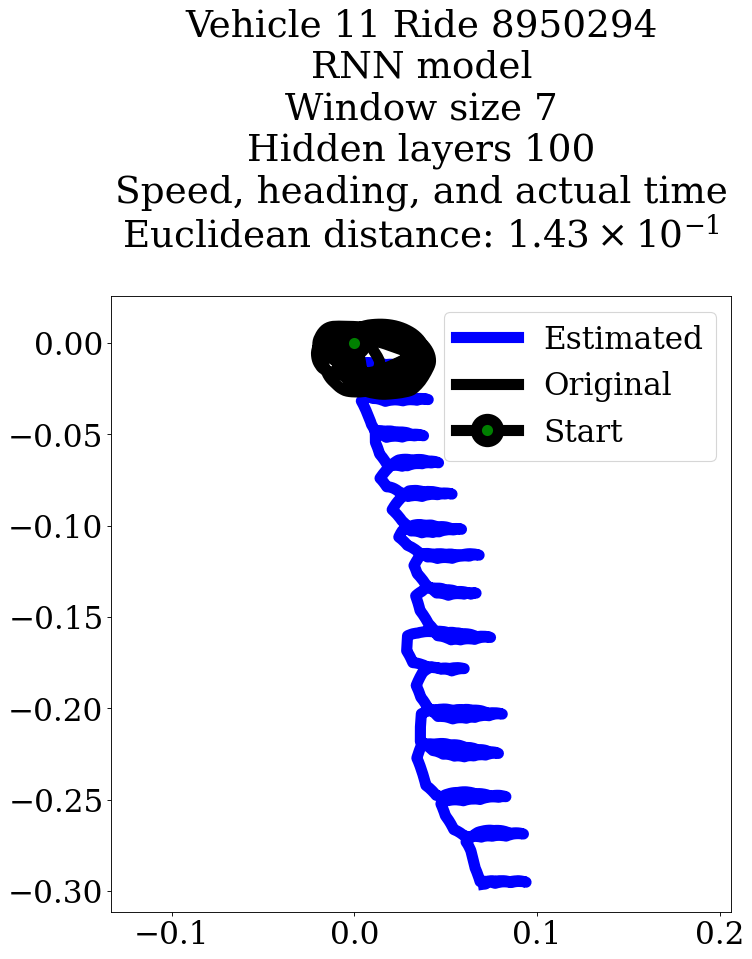 Vehicle 11 Ride 8950294
RNN model
Window size 7
Hidden layers 100
Speed, heading, and actual time
Euclidean distance: 1.43 × 10⁻¹
Estimated
Original
Start
0.00
−0.05
−0.10
−0.15
−0.20
−0.25
−0.30
−0.1 0.0 0.1 0.2